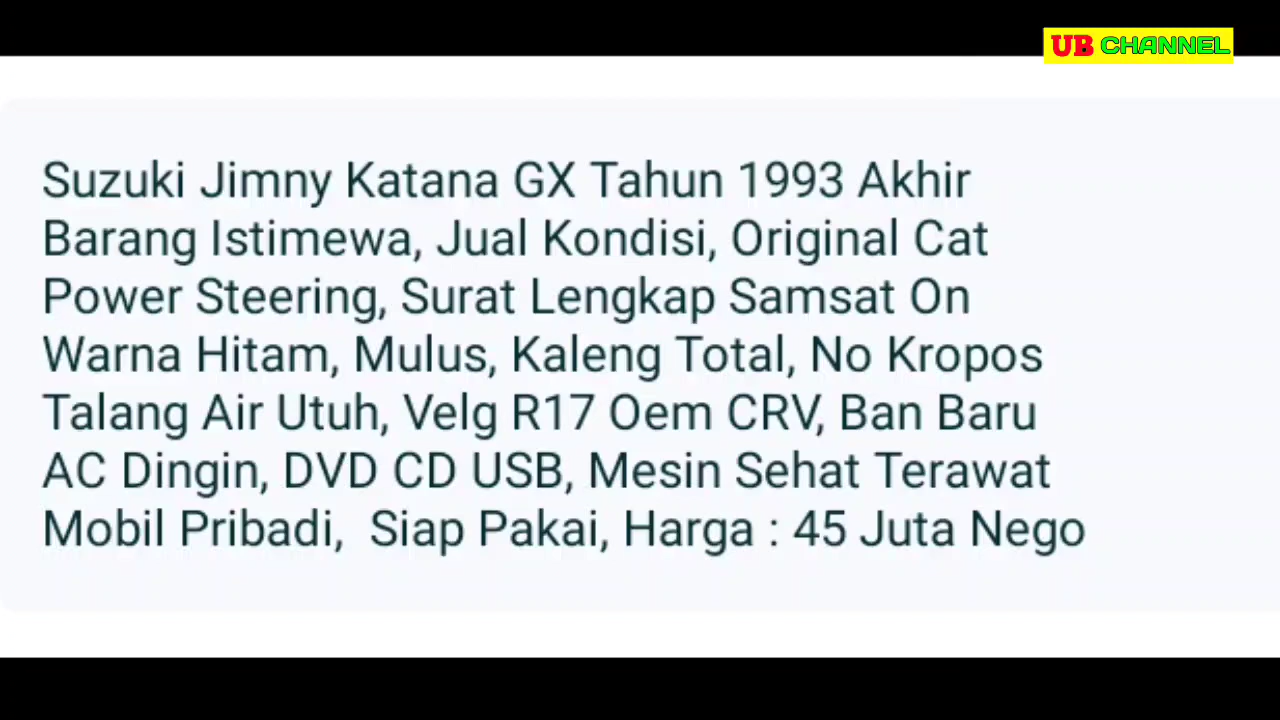 UB CHANNEL
Suzuki Jimny Katana GX Tahun 1993 Akhir
Barang Istimewa, Jual Kondisi, Original Cat
Power Steering, Surat Lengkap Samsat On
Warna Hitam, Mulus, Kaleng Total, No Kropos
Talang Air Utuh, Velg R17 Oem CRV, Ban Baru
AC Dingin, DVD CD USB, Mesin Sehat Terawat
Mobil Pribadi,  Siap Pakai, Harga : 45 Juta Nego